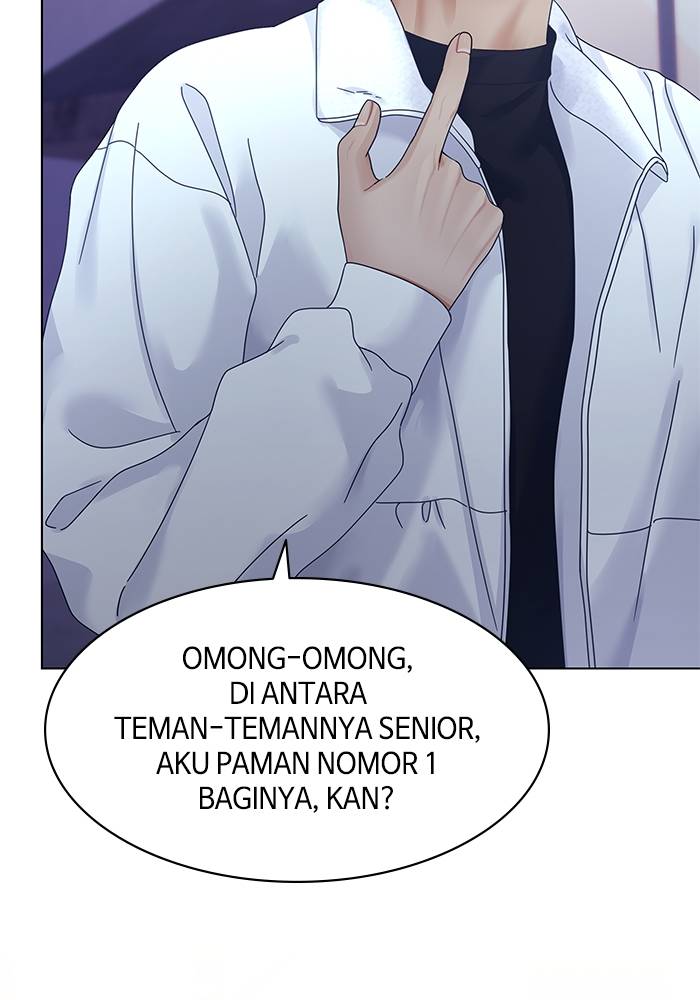 OMONG-OMONG,
DI ANTARA
TEMAN-TEMANNYA SENIOR,
AKU PAMAN NOMOR 1
BAGINYA, KAN?